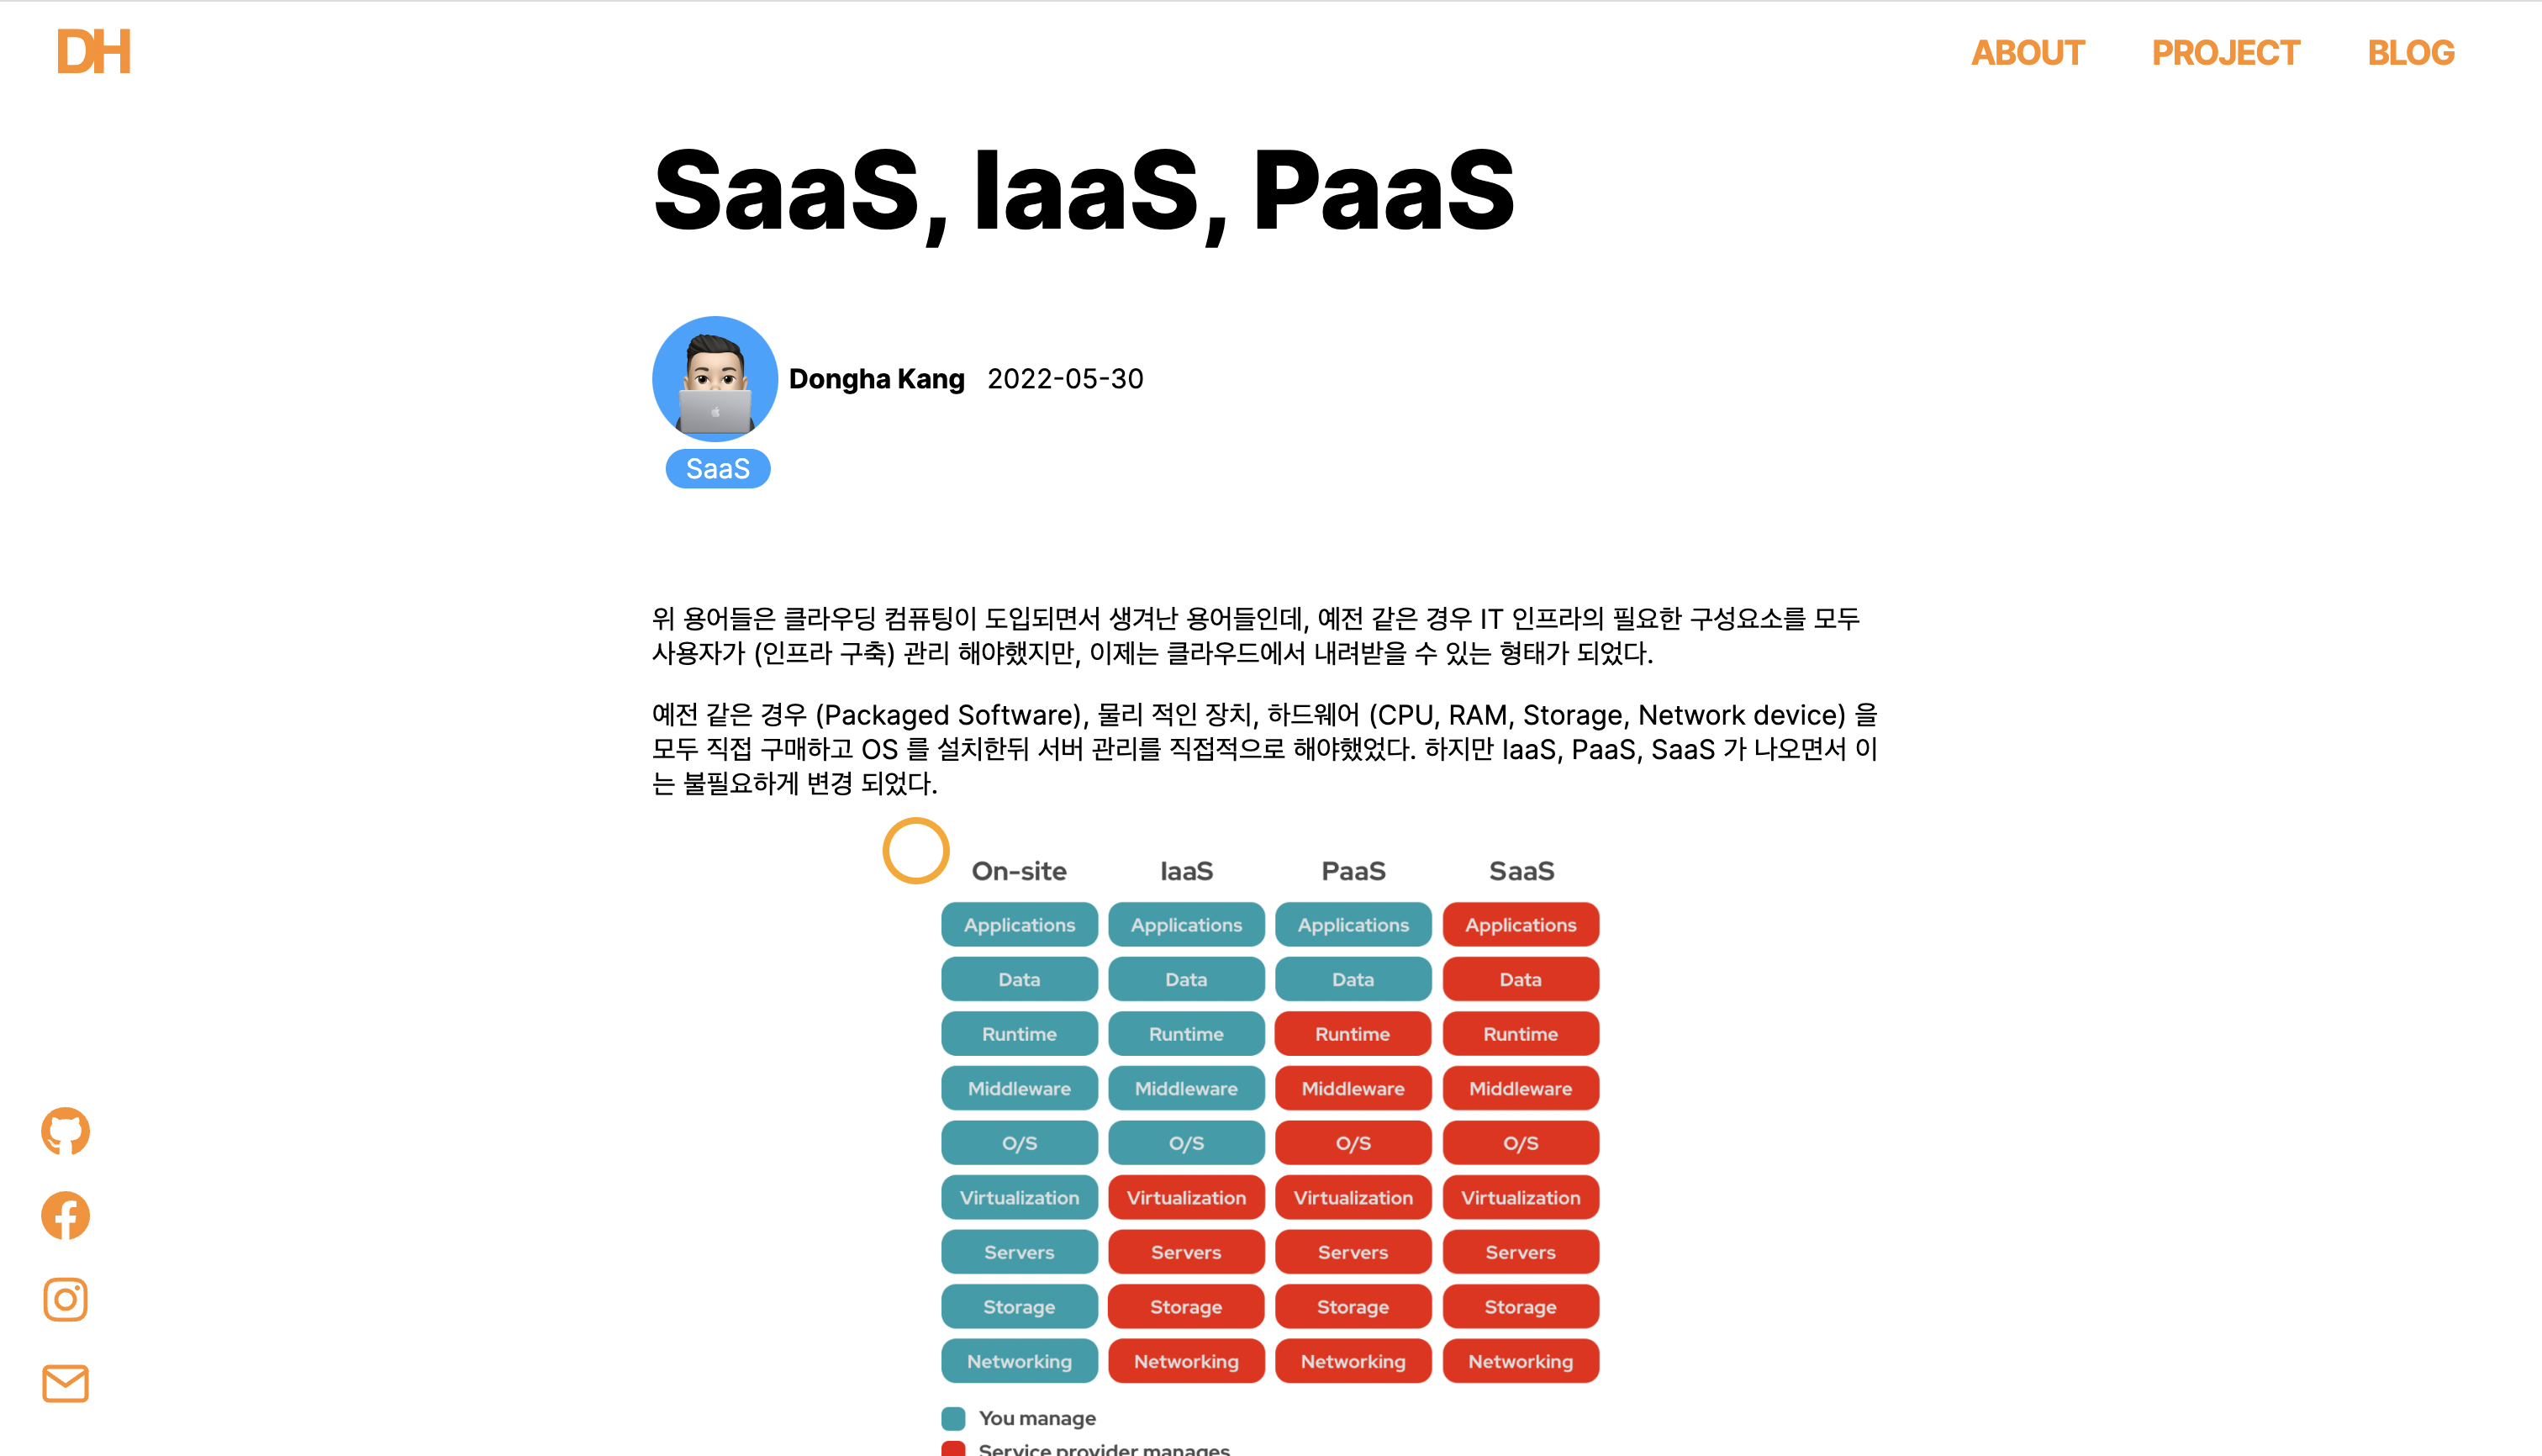 DH
ABOUT PROJECT BLOG
SaaS, IaaS, PaaS
Dongha Kang 2022-05-30
SaaS
위 용어들은 클라우딩 컴퓨팅이 도입되면서 생겨난 용어들인데, 예전 같은 경우 IT 인프라의 필요한 구성요소를 모두
사용자가 (인프라 구축) 관리 해야했지만, 이제는 클라우드에서 내려받을 수 있는 형태가 되었다.
예전 같은 경우 (Packaged Software), 물리 적인 장치, 하드웨어 (CPU, RAM, Storage, Network device) 을
모두 직접 구매하고 OS 를 설치한뒤 서버 관리를 직접적으로 해야했었다. 하지만 IaaS, PaaS, SaaS 가 나오면서 이
는 불필요하게 변경 되었다.
On-site IaaS PaaS SaaS
Applications Applications Applications Applications
Data Data Data Data
Runtime Runtime Runtime Runtime
Middleware Middleware Middleware Middleware
O/S O/S O/S O/S
Virtualization Virtualization Virtualization Virtualization
Servers Servers Servers Servers
Storage Storage Storage Storage
Networking Networking Networking Networking
You manage
Service provider manages